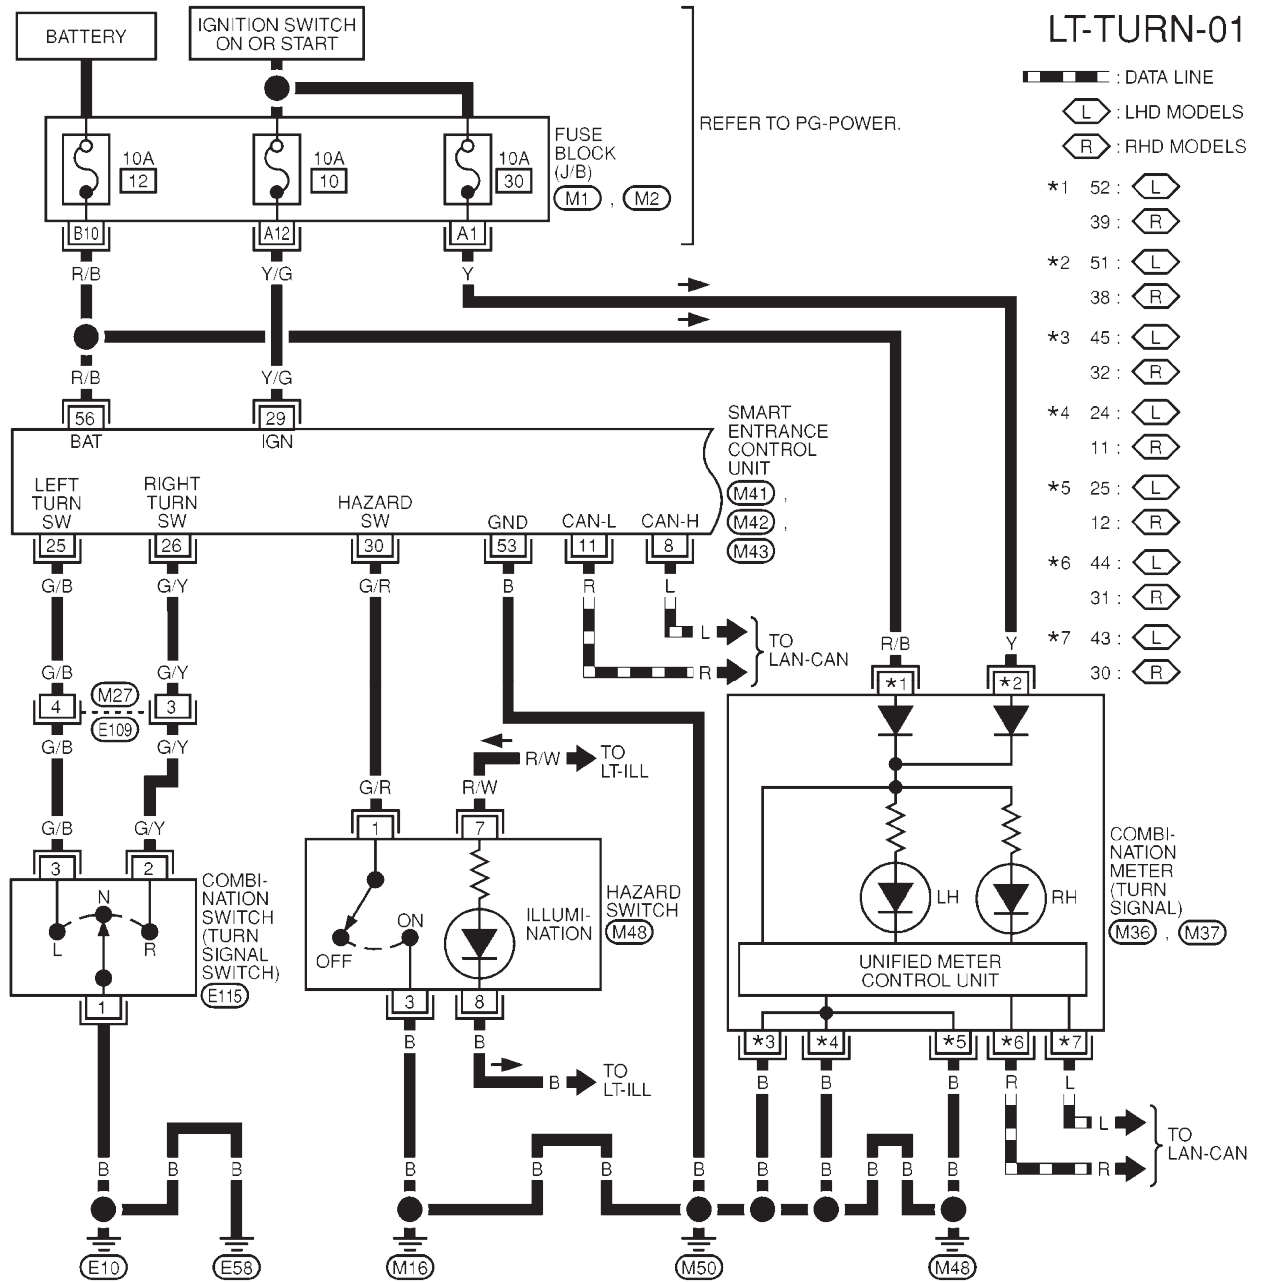 BATTERY
IGNITION SWITCH
ON OR START
LT-TURN-01
: DATA LINE
L : LHD MODELS
R : RHD MODELS
REFER TO PG-POWER.
10A
12
10A
10
10A
30
FUSE
BLOCK
(J/B)
M1 , M2
B10
A12
A1
R/B
Y/G
Y
*1 52 : L
39 : R
*2 51 : L
38 : R
*3 45 : L
32 : R
*4 24 : L
11 : R
*5 25 : L
12 : R
*6 44 : L
31 : R
*7 43 : L
30 : R
R/B
Y/G
56
29
BAT
IGN
SMART
ENTRANCE
CONTROL
UNIT
M41 ,
M42 ,
M43
LEFT
TURN
SW
RIGHT
TURN
SW
HAZARD
SW
GND
CAN-L
CAN-H
25
26
30
53
11
8
G/B
G/Y
G/R
B
R
L
L
R
TO
LAN-CAN
R/B
Y
*1
*2
G/B
G/Y
4
M27
E109
3
G/B
G/Y
R/W
TO
LT-ILL
G/R
R/W
1
7
G/B
G/Y
3
2
COMBI-
NATION
SWITCH
(TURN
SIGNAL
SWITCH)
E115
N
L
R
1
OFF
ON
ILLUMI-
NATION
HAZARD
SWITCH
M48
3
8
LH
RH
COMBI-
NATION
METER
(TURN
SIGNAL)
M36 , M37
UNIFIED METER
CONTROL UNIT
*3
*4
*5
*6
*7
B
B
B
B
B
R
L
B
TO
LT-ILL
L
R
TO
LAN-CAN
B
B
B
B
B
B
B
B
B
B
B
B
E10
E58
M16
M50
M48